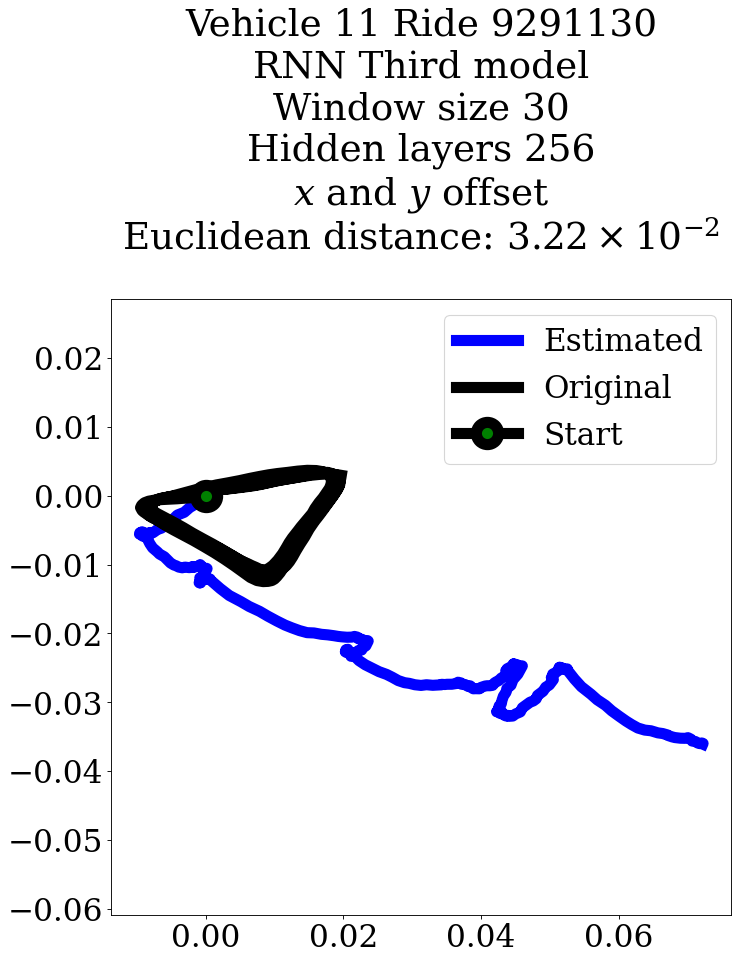 Vehicle 11 Ride 9291130
RNN Third model
Window size 30
Hidden layers 256
x and y offset
Euclidean distance: 3.22 × 10⁻²
Estimated
Original
Start
0.02
0.01
0.00
−0.01
−0.02
−0.03
−0.04
−0.05
−0.06
0.00 0.02 0.04 0.06